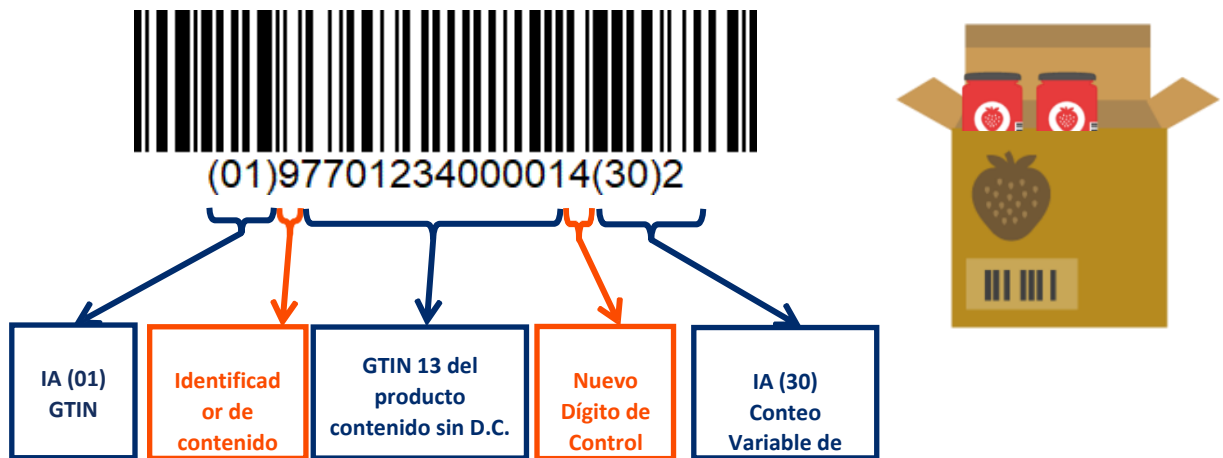 (01)97701234000014(30)2
IA (01)
GTIN
Identificad
or de
contenido
GTIN 13 del
producto
contenido sin D.C.
Nuevo
Dígito de
Control
IA (30)
Conteo
Variable de